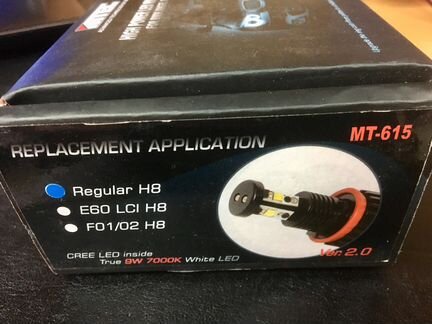 REPLACEMENT APPLICATION
MT-615
Regular H8
E60 LCI H8
F01/02 H8
CREE LED inside
True 9W 7000K White LED
Ver. 2.0